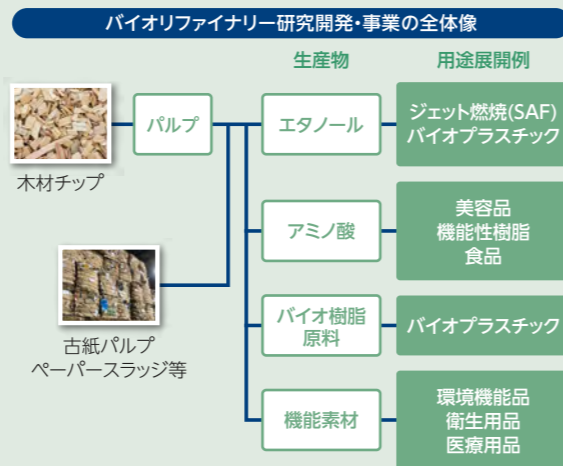 バイオリファイナリー研究開発・事業の全体像
生産物
用途展開例
木材チップ
パルプ
古紙パルプ
ペーパースラッジ等
エタノール
ジェット燃焼(SAF)
バイオプラスチック
アミノ酸
美容品
機能性樹脂
食品
バイオ樹脂
原料
バイオプラスチック
機能素材
環境機能品
衛生用品
医療用品